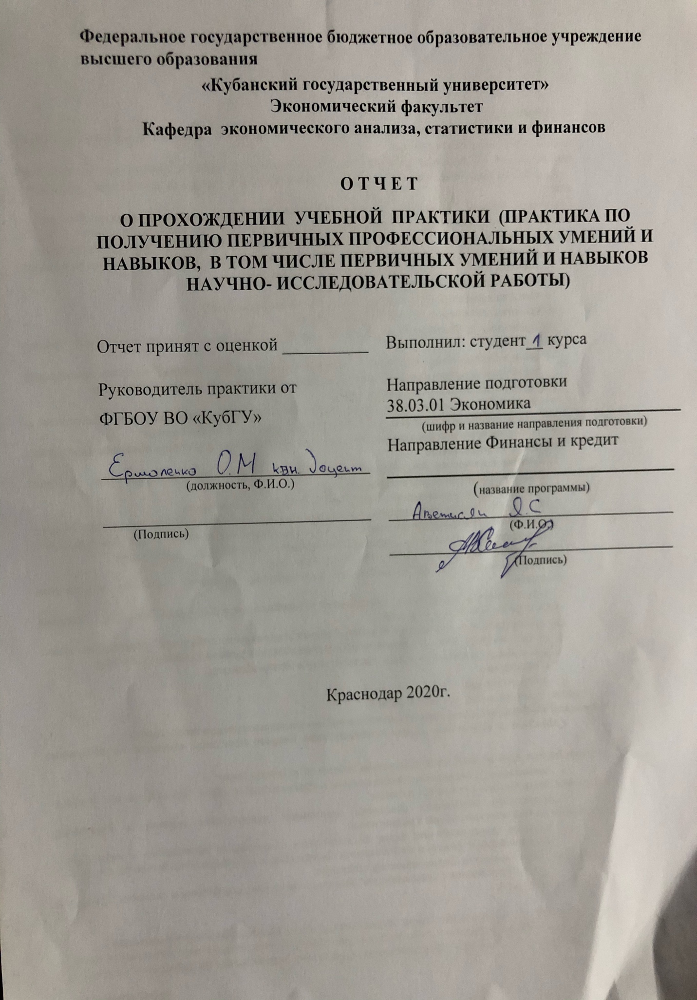 Федеральное государственное бюджетное образовательное учреждение
высшего образования
«Кубанский государственный университет»
Экономический факультет
Кафедра экономического анализа, статистики и финансов
О Т Ч Е Т
О ПРОХОЖДЕНИИ УЧЕБНОЙ ПРАКТИКИ (ПРАКТИКА ПО
ПОЛУЧЕНИЮ ПЕРВИЧНЫХ ПРОФЕССИОНАЛЬНЫХ УМЕНИЙ И
НАВЫКОВ, В ТОМ ЧИСЛЕ ПЕРВИЧНЫХ УМЕНИЙ И НАВЫКОВ
НАУЧНО- ИССЛЕДОВАТЕЛЬСКОЙ РАБОТЫ)
Отчет принят с оценкой
Руководитель практики от
ФГБОУ ВО «КубГУ»
Ермоленко О.М к.э.н. доцент
(должность, Ф.И.О.)
(Подпись)
Выполнил: студент 1 курса
Направление подготовки
38.03.01 Экономика
(шифр и название направления подготовки)
Направление Финансы и кредит
(название программы)
Аветисян Я.С
(Ф.И.О.)
(Подпись)
Краснодар 2020г.